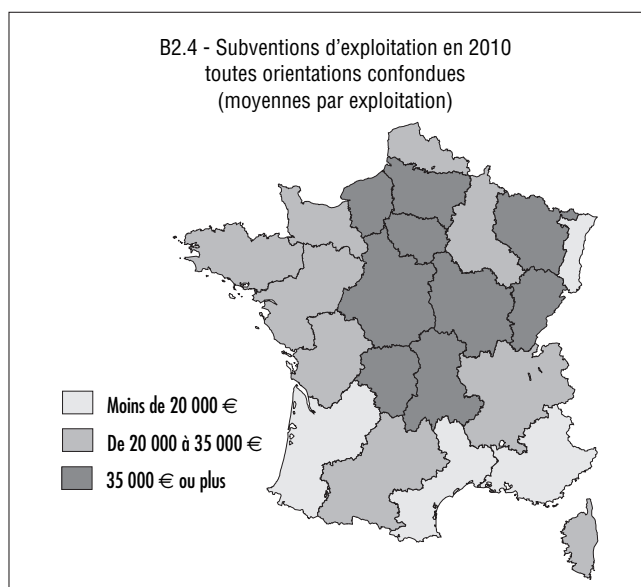 B2.4 - Subventions d’exploitation en 2010
toutes orientations confondues
(moyennes par exploitation)
Moins de 20 000 €
De 20 000 à 35 000 €
35 000 € ou plus